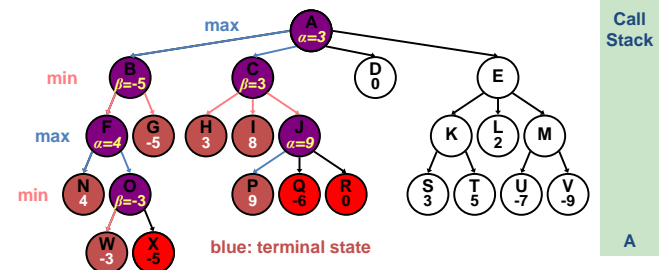 Call
Stack
max
A
α=3
min
B
β=-5
C
β=3
D
0
E
max
F
α=4
G
-5
H
3
I
8
J
α=9
K
L
2
M
min
N
4
O
β=-3
P
9
Q
-6
R
0
S
3
T
5
U
-7
V
-9
W
-3
X
-5
blue: terminal state
A